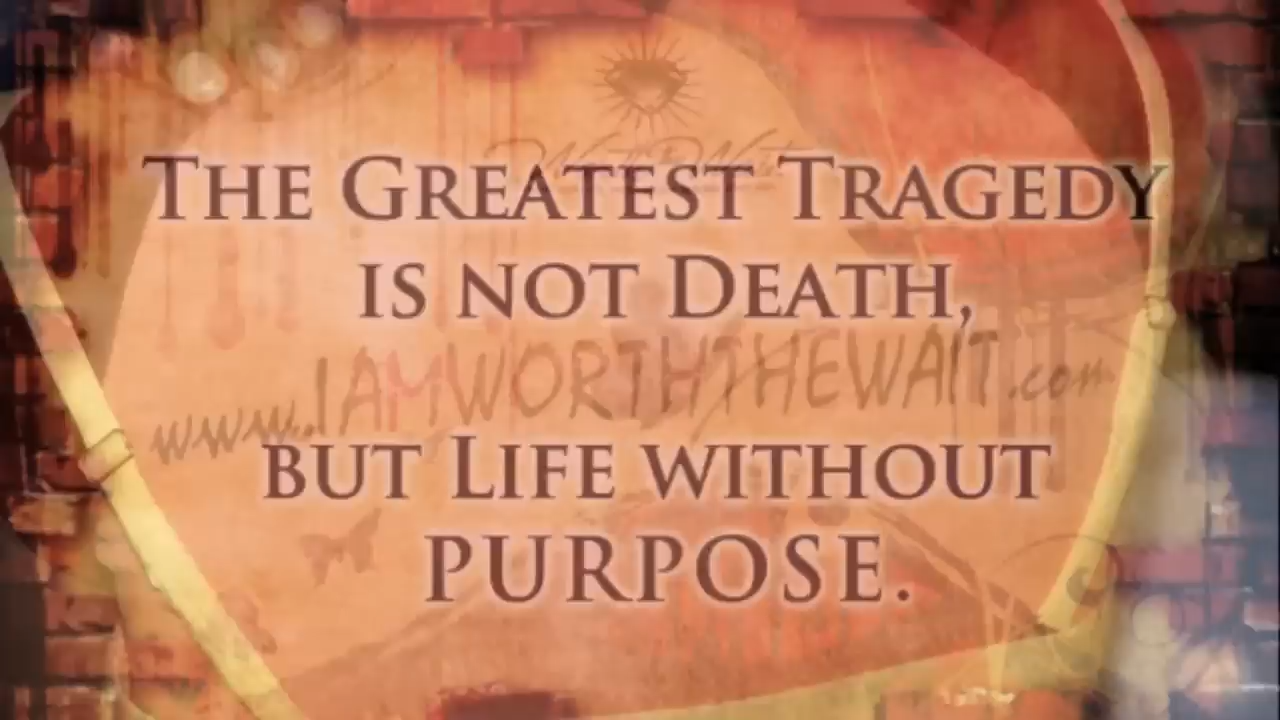 THE GREATEST TRAGEDY
IS NOT DEATH,
www.IAMWORTHTHEWAIT.com
BUT LIFE WITHOUT
PURPOSE.